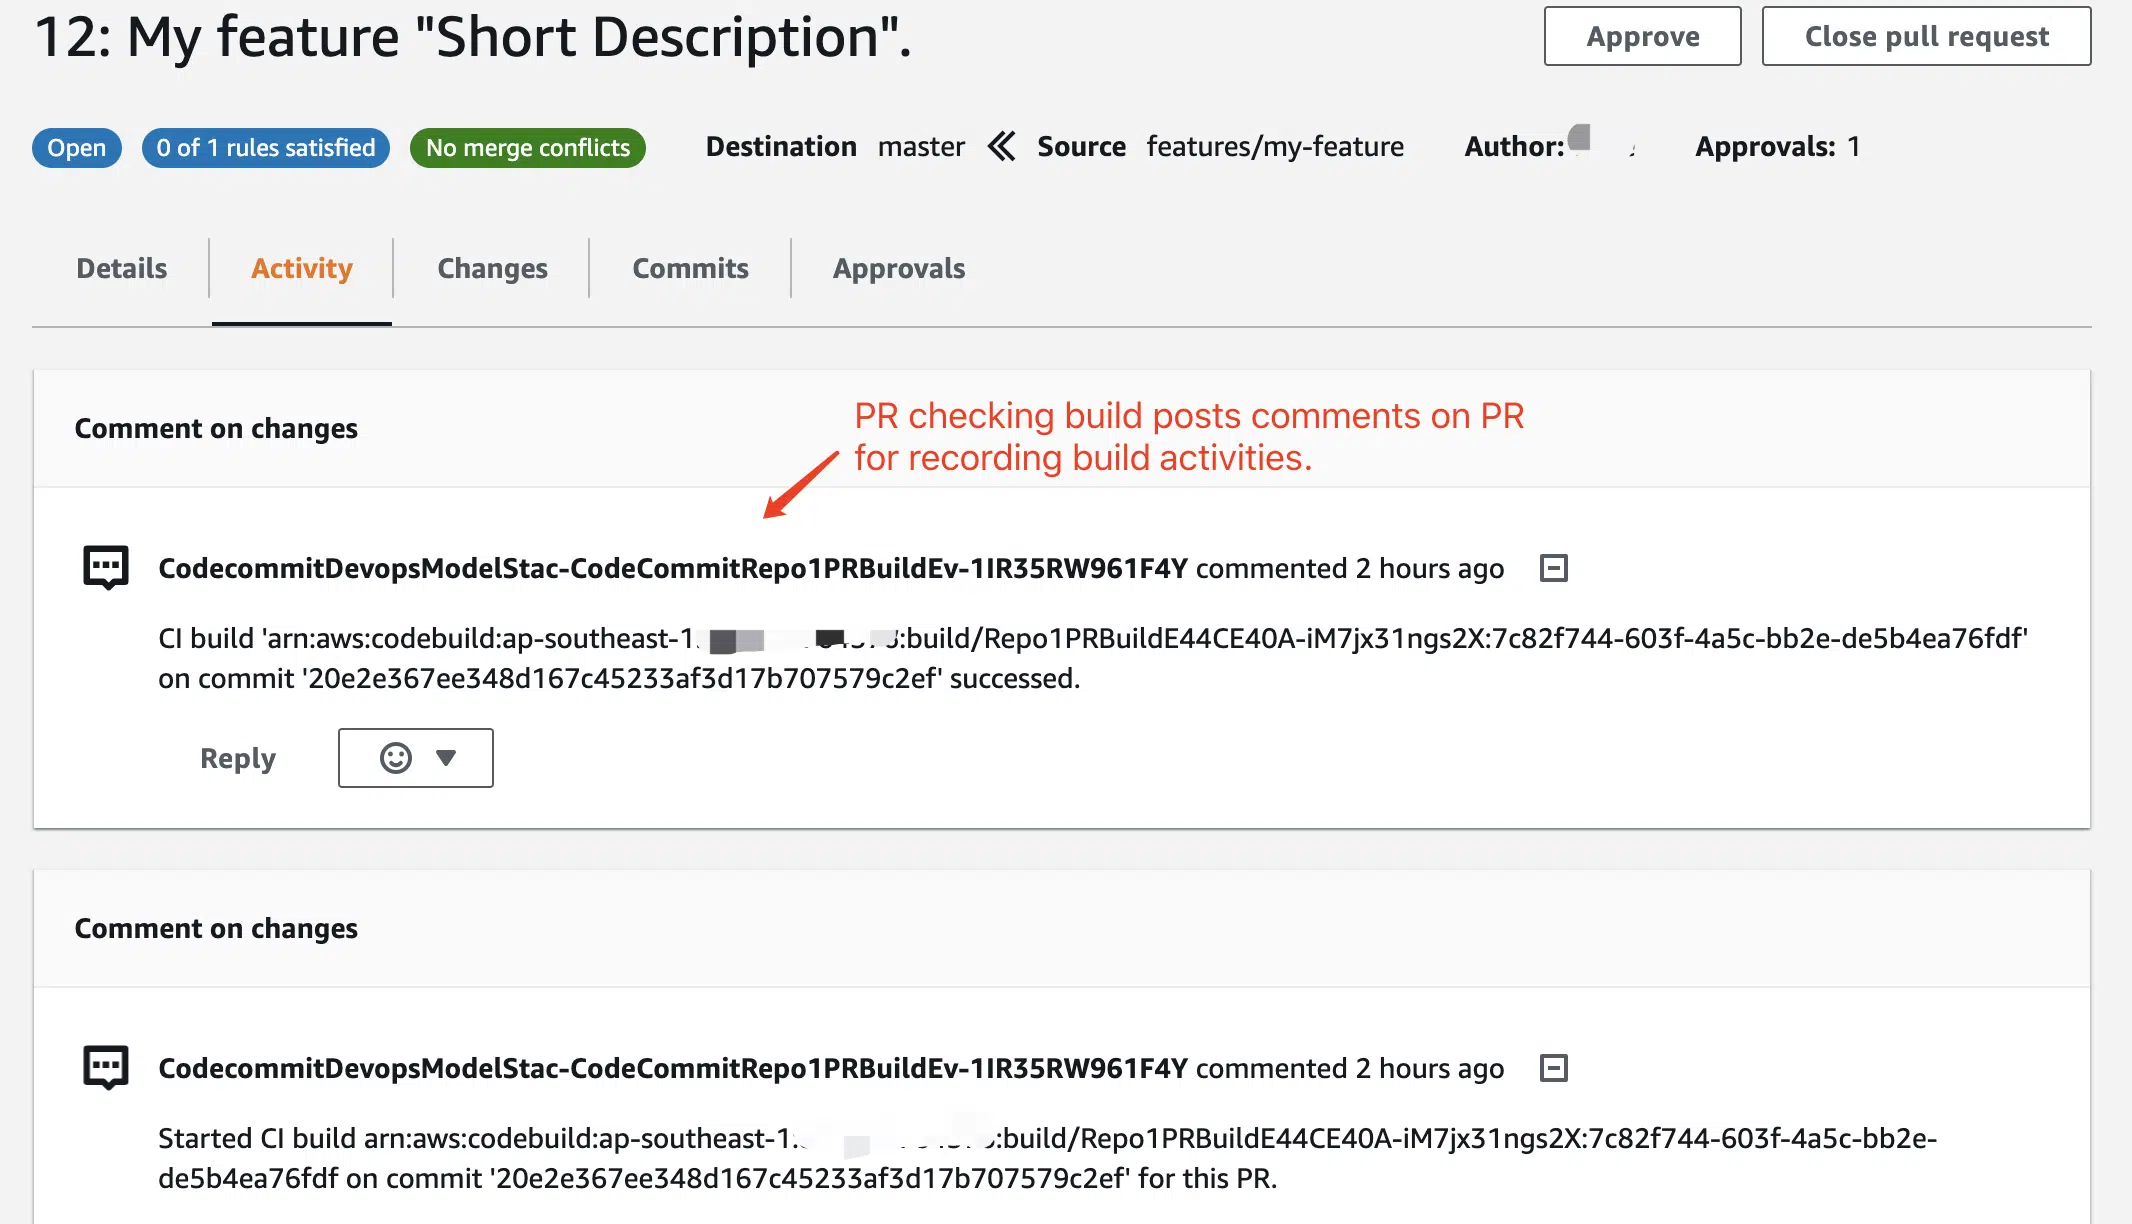 12: My feature "Short Description".
Approve
Close pull request
Open
0 of 1 rules satisfied
No merge conflicts
Destination master
Source features/my-feature
Author:
Approvals: 1
Details
Activity
Changes
Commits
Approvals
Comment on changes
PR checking build posts comments on PR
for recording build activities.
CodecommitDevopsModelStac-CodeCommitRepo1PRBuildEv-1IR35RW961F4Y commented 2 hours ago
CI build 'arn:aws:codebuild:ap-southeast-1 :build/Repo1PRBuildE44CE40A-iM7jx31ngs2X:7c82f744-603f-4a5c-bb2e-de5b4ea76fdf'
on commit '20e2e367ee348d167c45233af3d17b707579c2ef' successed.
Reply
Comment on changes
CodecommitDevopsModelStac-CodeCommitRepo1PRBuildEv-1IR35RW961F4Y commented 2 hours ago
Started CI build arn:aws:codebuild:ap-southeast-1: :build/Repo1PRBuildE44CE40A-iM7jx31ngs2X:7c82f744-603f-4a5c-bb2e-
de5b4ea76fdf on commit '20e2e367ee348d167c45233af3d17b707579c2ef' for this PR.